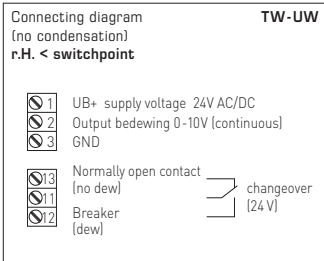 Connecting diagram TW-UW
(no condensation)
r.H. < switchpoint
1 UB+ supply voltage 24V AC/DC
2 Output bedewing 0-10V (continuous)
3 GND
13 Normally open contact
(no dew)
11
changeover
(24 V)
12 Breaker
(dew)